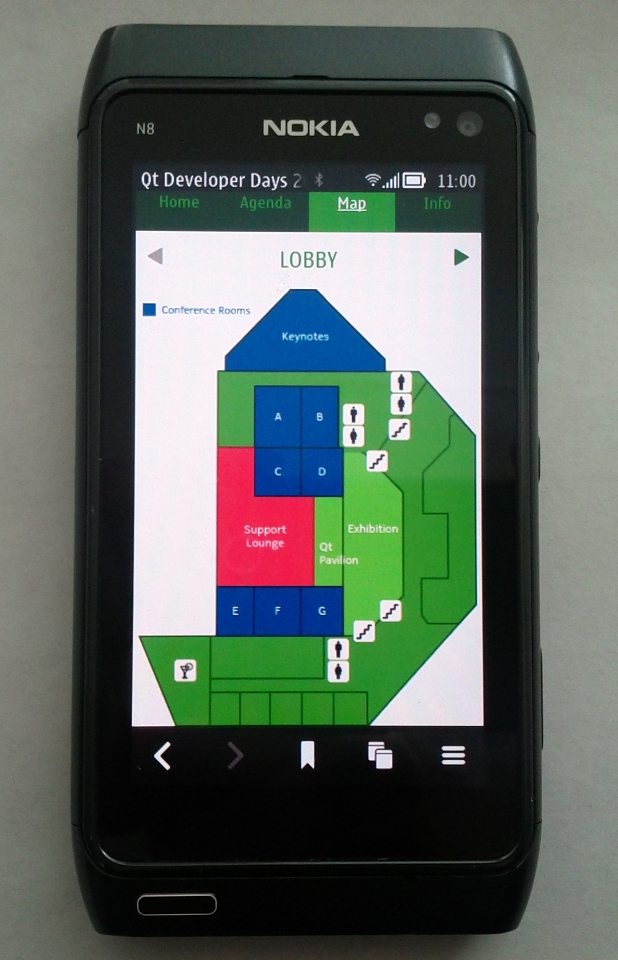 N8
NOKIA
Qt Developer Days 2
11:00
Home Agenda Map Info
LOBBY
Conference Rooms
Keynotes
A B
C D
Support
Lounge
Exhibition
Qt
Pavilion
E F G